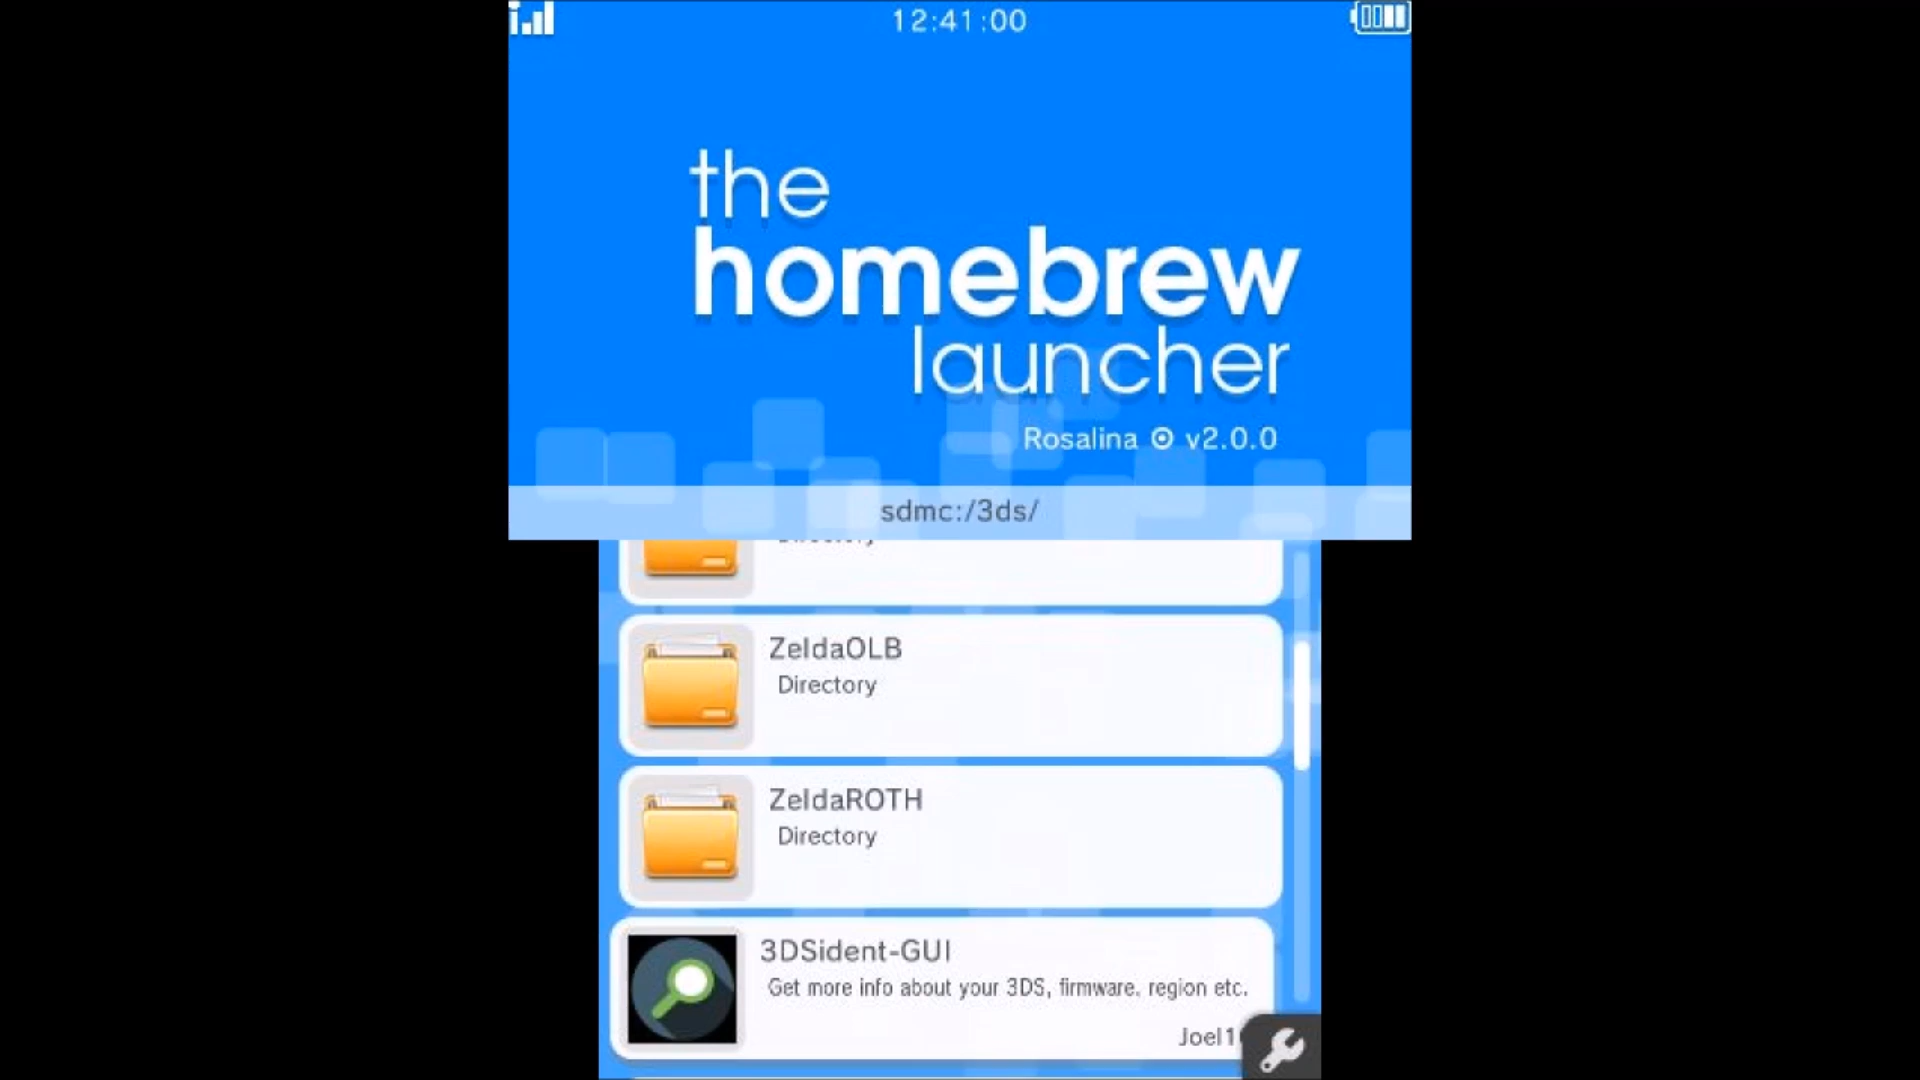 12:41:00
the
homebrew
launcher
Rosalina ⊙ v2.0.0
sdmc:/3ds/
Directory
ZeldaOLB
Directory
ZeldaROTH
Directory
3DSident-GUI
Get more info about your 3DS, firmware, region etc.